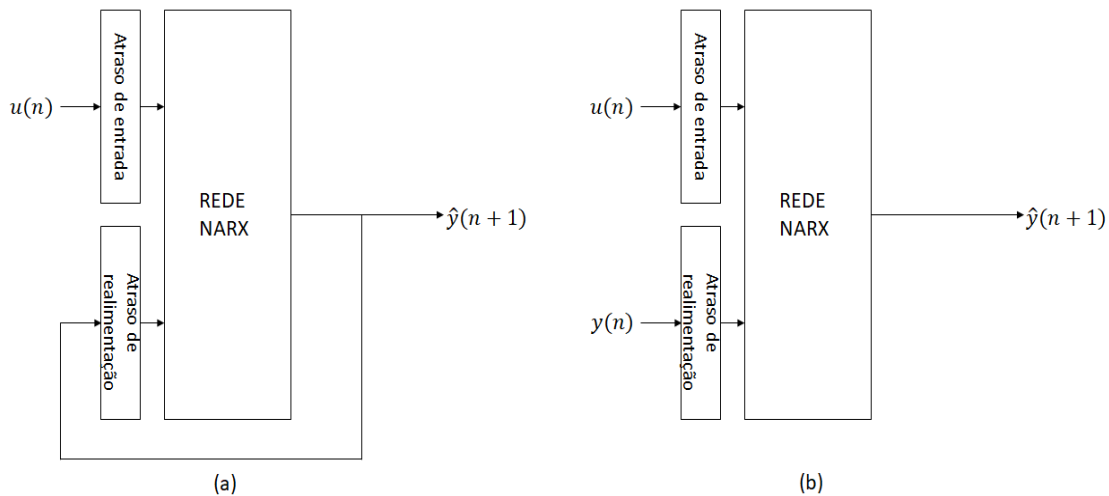 u(n)
Atraso de entrada
REDE
NARX
ŷ(n + 1)
Atraso de
realimentação
(a)
u(n)
Atraso de entrada
REDE
NARX
ŷ(n + 1)
y(n)
Atraso de
realimentação
(b)